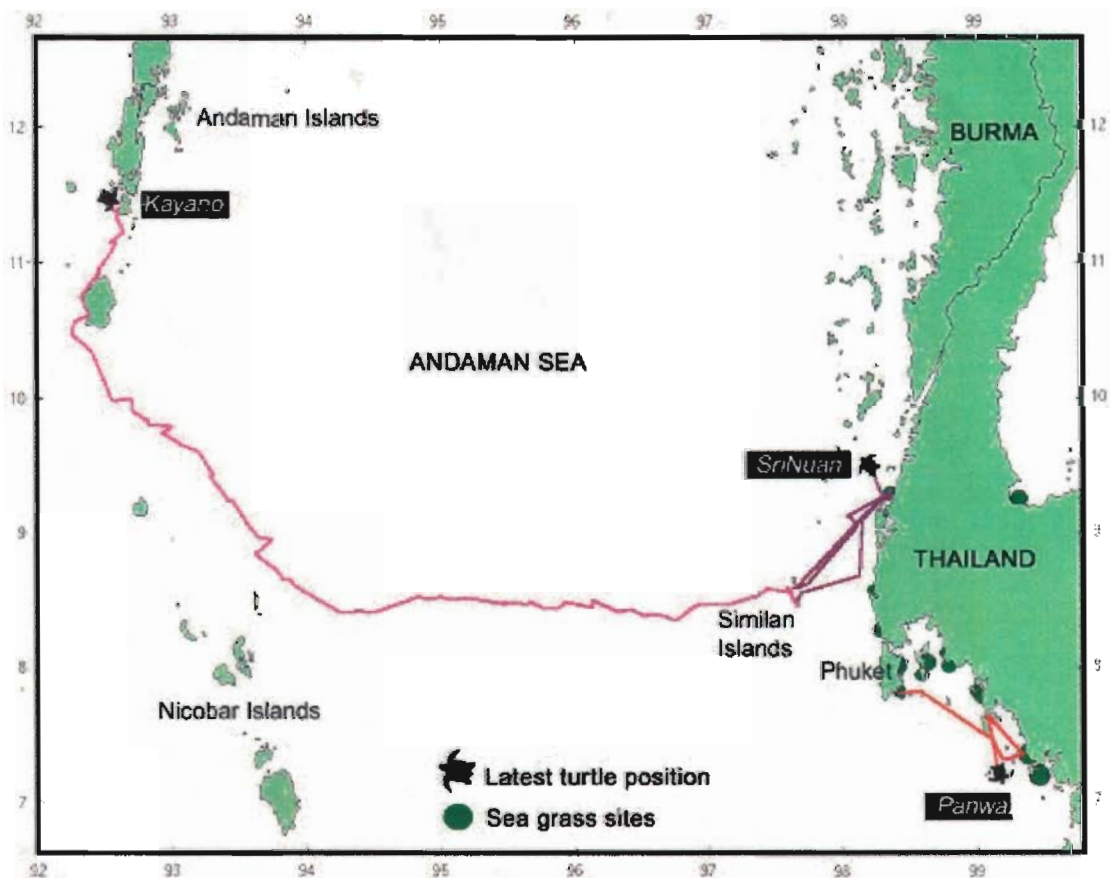 92 93 94 95 96 97 98 99
Andaman Islands
12 BURMA 12
Kayano
11 11
ANDAMAN SEA
10 10
SriNuan
9 9
THAILAND
Similan
Islands
8 Phuket 8
Nicobar Islands
Latest turtle position
7 Panwa 7
Sea grass sites
92 93 94 95 96 97 98 99